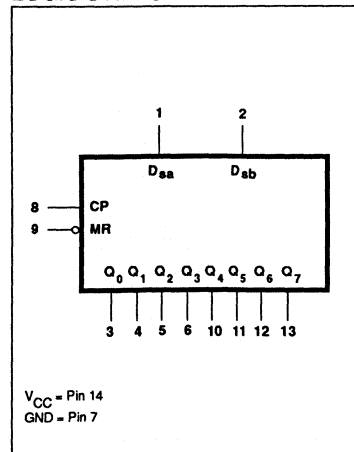 1 2
Dsa Dsb
8 CP
9 MR
Q0 Q1 Q2 Q3 Q4 Q5 Q6 Q7
3 4 5 6 10 11 12 13
VCC = Pin 14
GND = Pin 7